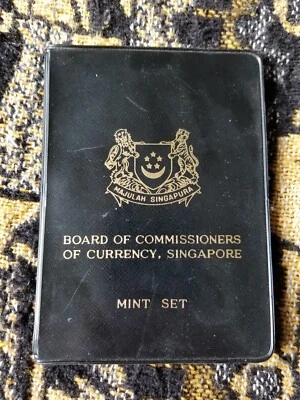 MAJULAH SINGAPURA
BOARD OF COMMISSIONERS
OF CURRENCY, SINGAPORE
MINT SET